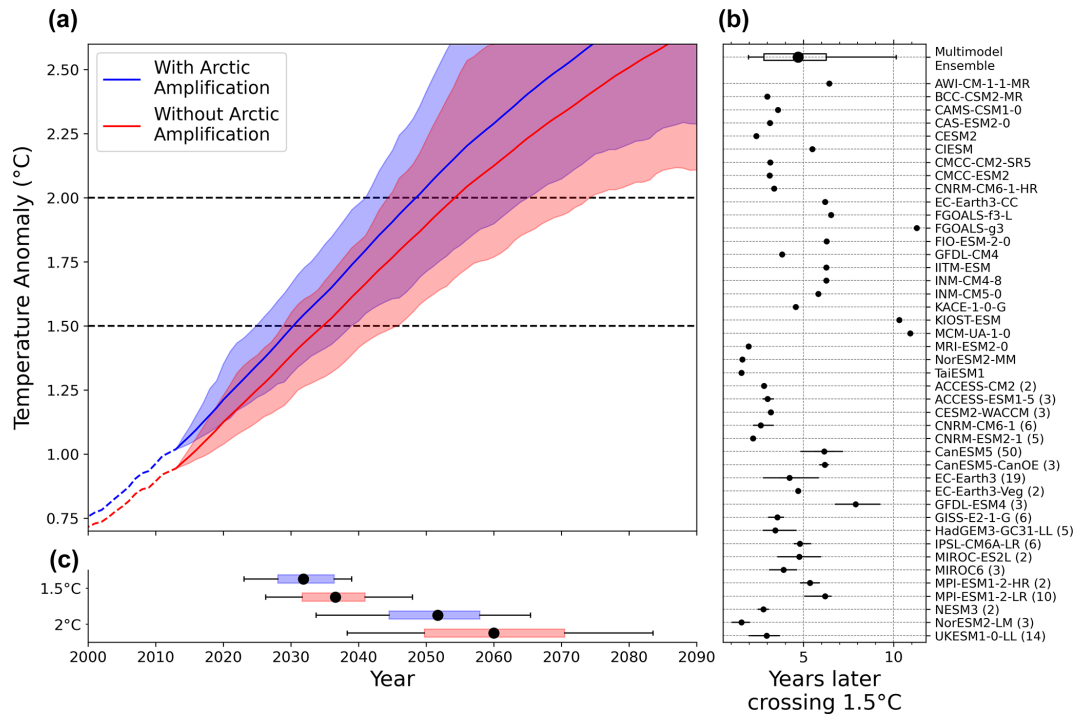 (a)
With Arctic
Amplification
Without Arctic
Amplification
Temperature Anomaly (°C)
2.50
2.25
2.00
1.75
1.50
1.25
1.00
0.75
(b)
Multimodel
Ensemble
AWI-CM-1-1-MR
BCC-CSM2-MR
CAMS-CSM1-0
CAS-ESM2-0
CESM2
CIESM
CMCC-CM2-SR5
CMCC-ESM2
CNRM-CM6-1-HR
EC-Earth3-CC
FGOALS-f3-L
FGOALS-g3
FIO-ESM-2-0
GFDL-CM4
IITM-ESM
INM-CM4-8
INM-CM5-0
KACE-1-0-G
KIOST-ESM
MCM-UA-1-0
MRI-ESM2-0
NorESM2-MM
TaiESM1
ACCESS-CM2 (2)
ACCESS-ESM1-5 (3)
CESM2-WACCM (3)
CNRM-CM6-1 (6)
CNRM-ESM2-1 (5)
CanESM5 (50)
CanESM5-CanOE (3)
EC-Earth3 (19)
EC-Earth3-Veg (2)
GFDL-ESM4 (3)
GISS-E2-1-G (6)
HadGEM3-GC31-LL (5)
IPSL-CM6A-LR (6)
MIROC-ES2L (2)
MIROC6 (3)
MPI-ESM1-2-HR (2)
MPI-ESM1-2-LR (10)
NESM3 (2)
NorESM2-LM (3)
UKESM1-0-LL (14)
5 10
Years later
crossing 1.5°C
(c)
1.5°C
2°C
2000 2010 2020 2030 2040 2050 2060 2070 2080 2090
Year